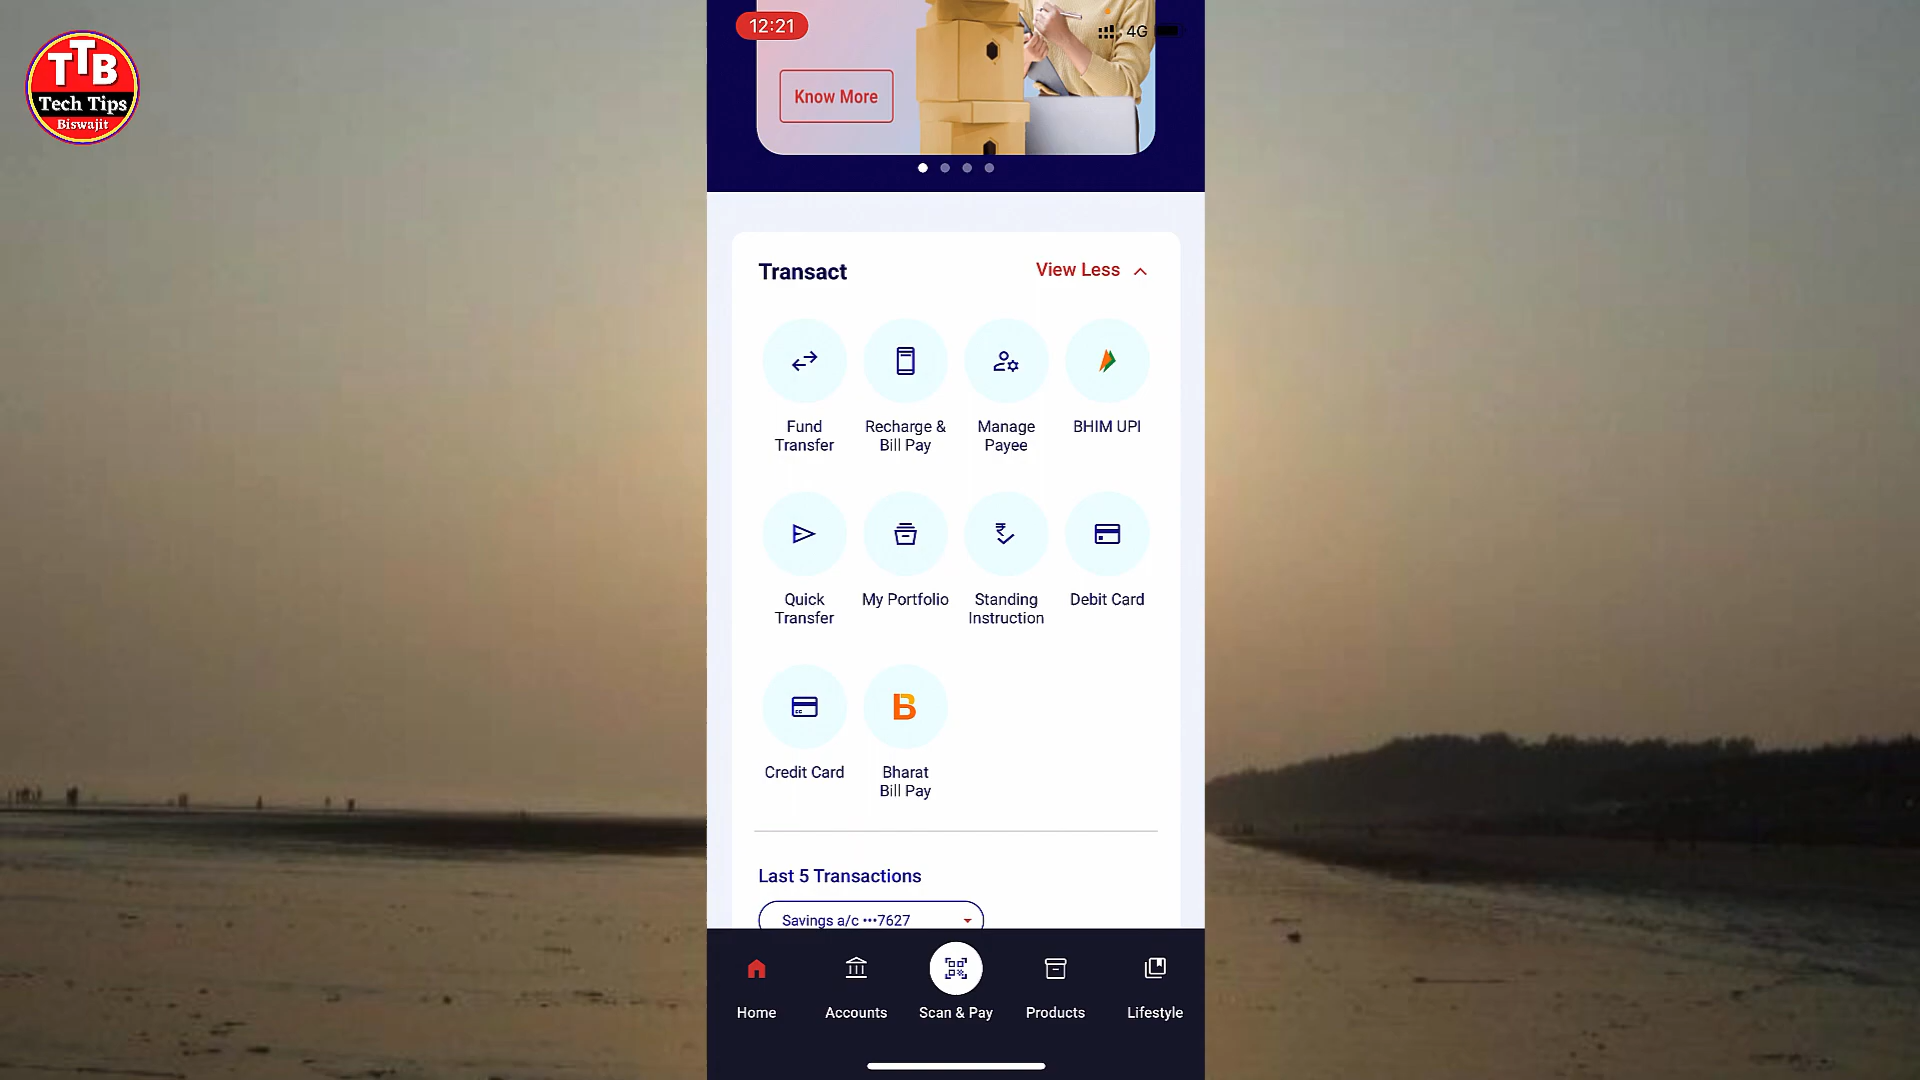 TTB
Tech Tips
Biswajit
12:21
4G
Know More
Transact
View Less
Fund
Transfer
Recharge &
Bill Pay
Manage
Payee
BHIM UPI
Quick
Transfer
My Portfolio
Standing
Instruction
Debit Card
Credit Card
Bharat
Bill Pay
Last 5 Transactions
Savings a/c •••7627
Home
Accounts
Scan & Pay
Products
Lifestyle